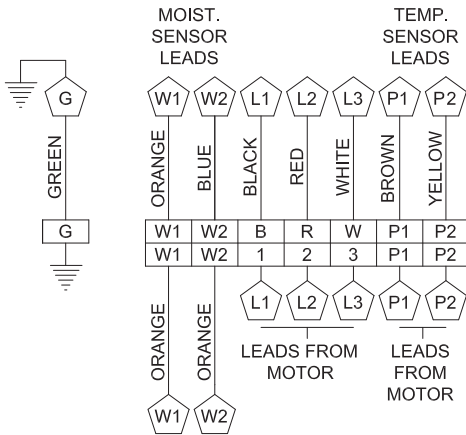 MOIST.
SENSOR
LEADS
TEMP.
SENSOR
LEADS
G W1 W2 L1 L2 L3 P1 P2
GREEN
ORANGE
BLUE
BLACK
RED
WHITE
BROWN
YELLOW
G W1 W2 B R W P1 P2
W1 W2 1 2 3 P1 P2
L1 L2 L3 P1 P2
ORANGE
ORANGE
LEADS FROM
MOTOR
LEADS
FROM
MOTOR
W1 W2